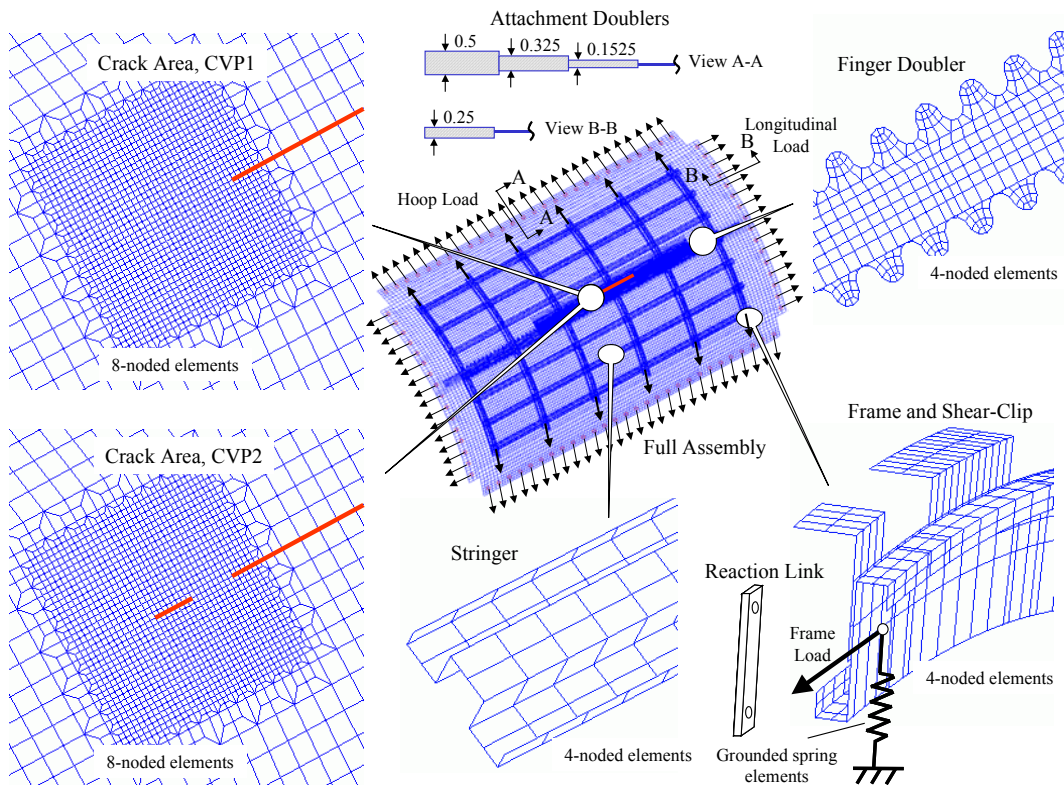 Attachment Doublers
0.5
0.325
0.1525
View A-A
0.25
View B-B
Crack Area, CVP1
8-noded elements
Finger Doubler
4-noded elements
Longitudinal
Load
B
B
A
A
Hoop Load
Full Assembly
Crack Area, CVP2
8-noded elements
Stringer
4-noded elements
Frame and Shear-Clip
Reaction Link
Frame
Load
4-noded elements
Grounded spring
elements